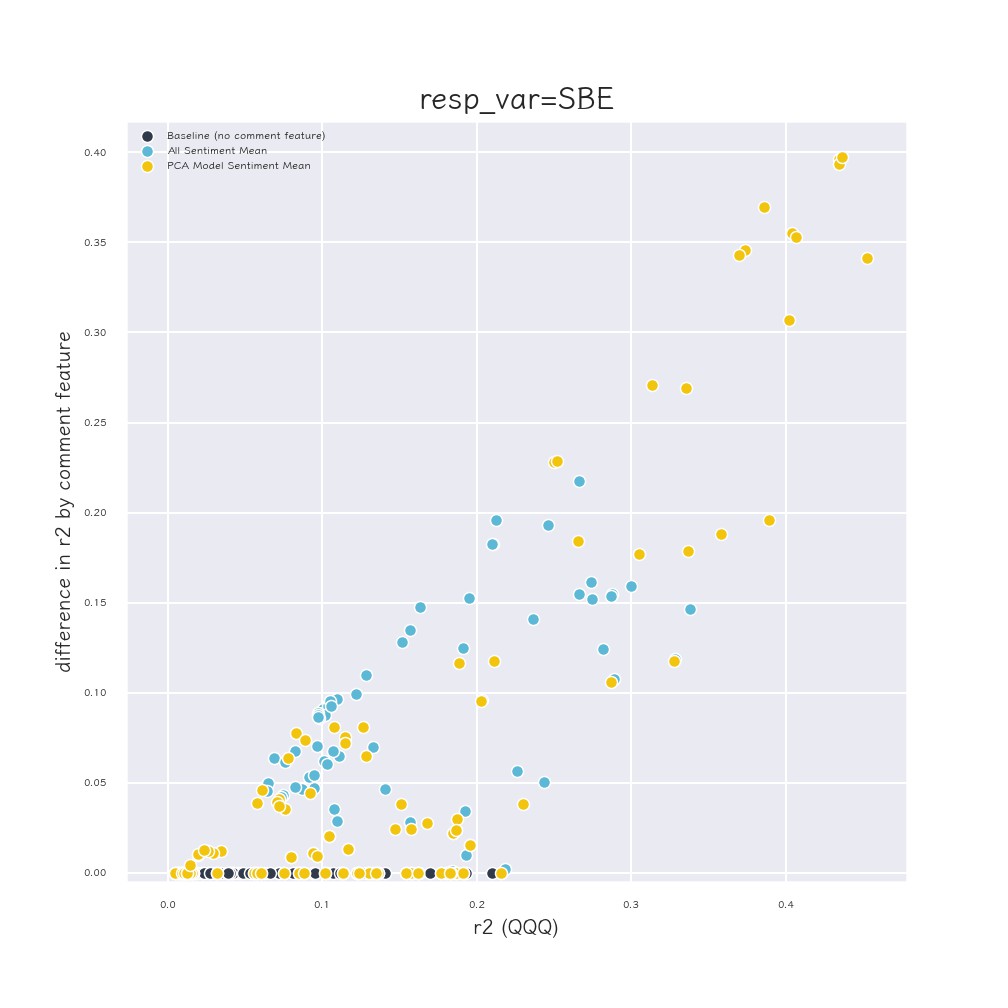 resp_var=SBE
Baseline (no comment feature)
All Sentiment Mean
PCA Model Sentiment Mean
0.40
0.35
0.30
0.25
0.20
0.15
0.10
0.05
0.00
difference in r2 by comment feature
0.0 0.1 0.2 0.3 0.4
r2 (QQQ)